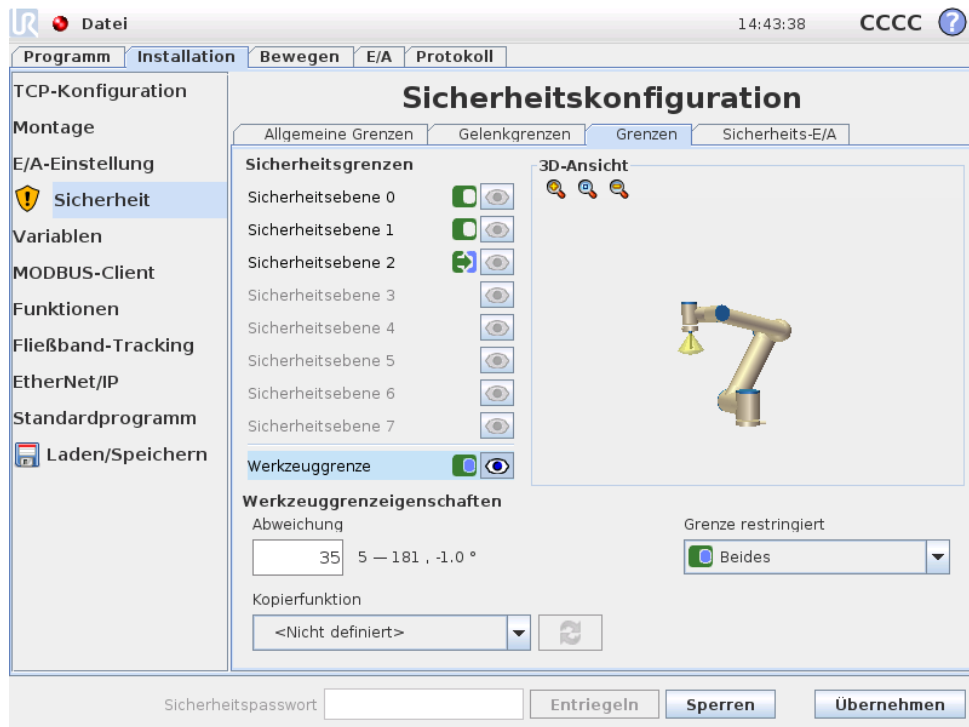 UR Datei 14:43:38 CCCC ?
Programm Installation Bewegen E/A Protokoll
TCP-Konfiguration
Montage
E/A-Einstellung
Sicherheit
Variablen
MODBUS-Client
Funktionen
Fließband-Tracking
EtherNet/IP
Standardprogramm
Laden/Speichern
Sicherheitskonfiguration
Allgemeine Grenzen Gelenkgrenzen Grenzen Sicherheits-E/A
Sicherheitsgrenzen
Sicherheitsebene 0
Sicherheitsebene 1
Sicherheitsebene 2
Sicherheitsebene 3
Sicherheitsebene 4
Sicherheitsebene 5
Sicherheitsebene 6
Sicherheitsebene 7
Werkzeuggrenze
3D-Ansicht
Werkzeuggrenzeigenschaften
Abweichung Grenze restringiert
35 5 — 181 , -1.0 ° Beides
Kopierfunktion
<Nicht definiert>
Sicherheitspasswort Entriegeln Sperren Übernehmen